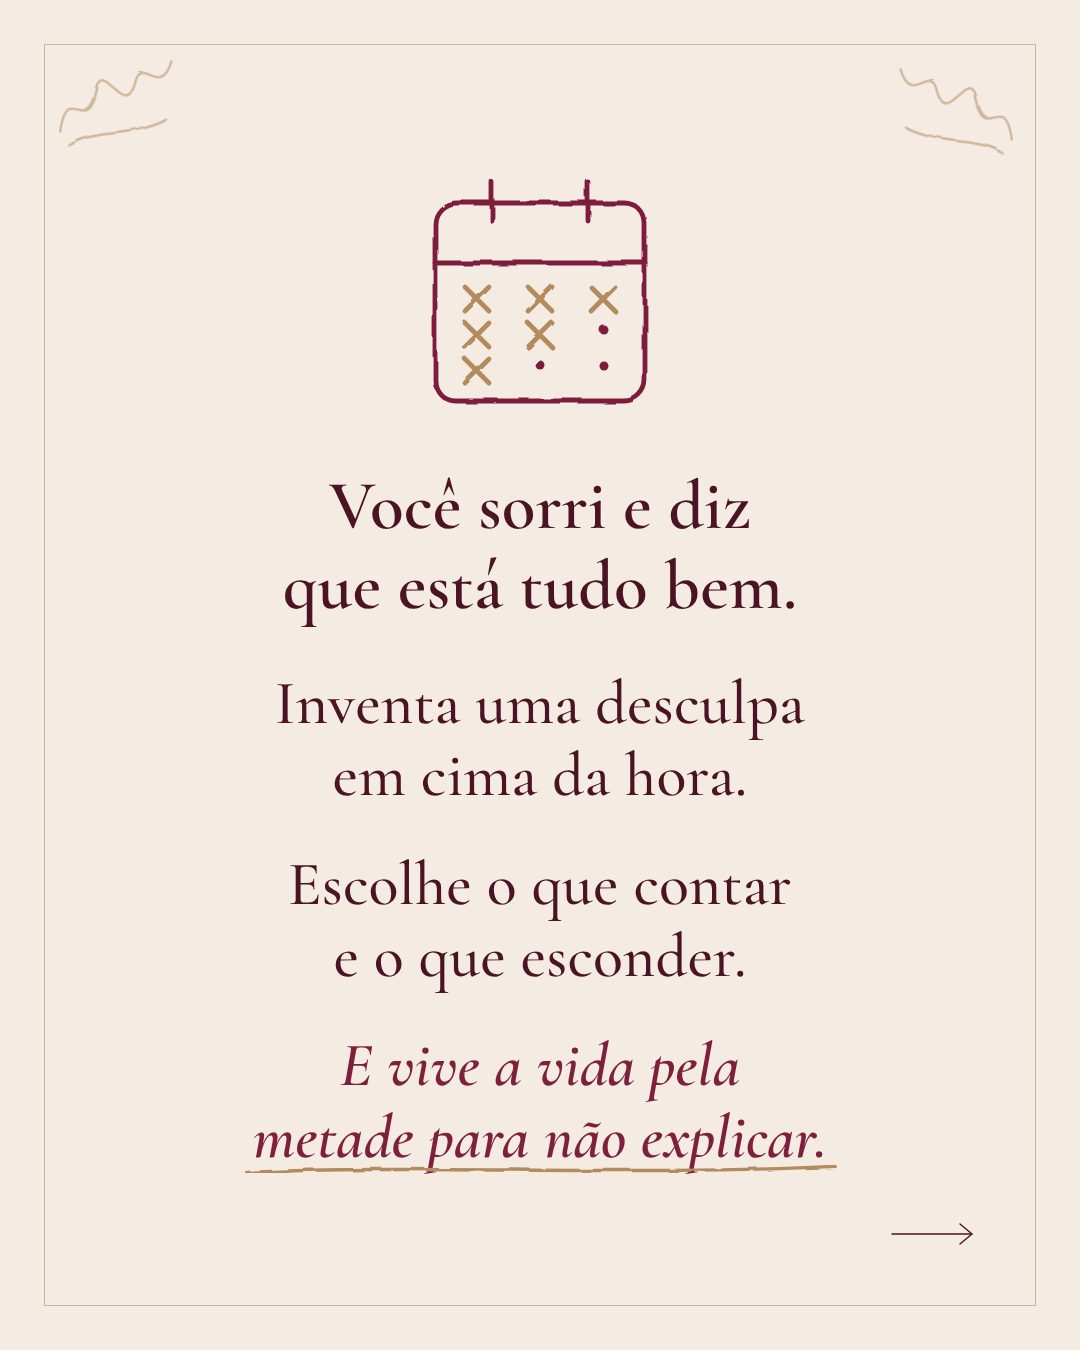 Você sorri e diz
que está tudo bem.
Inventa uma desculpa
em cima da hora.
Escolhe o que contar
e o que esconder.
E vive a vida pela
metade para não explicar.